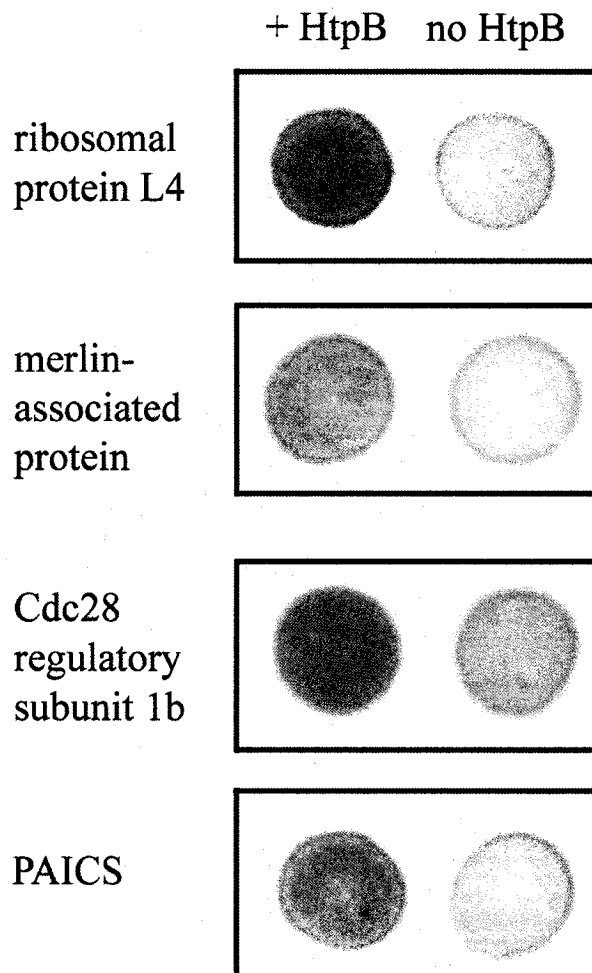 + HtpB no HtpB
ribosomal
protein L4
merlin-
associated
protein
Cdc28
regulatory
subunit 1b
PAICS